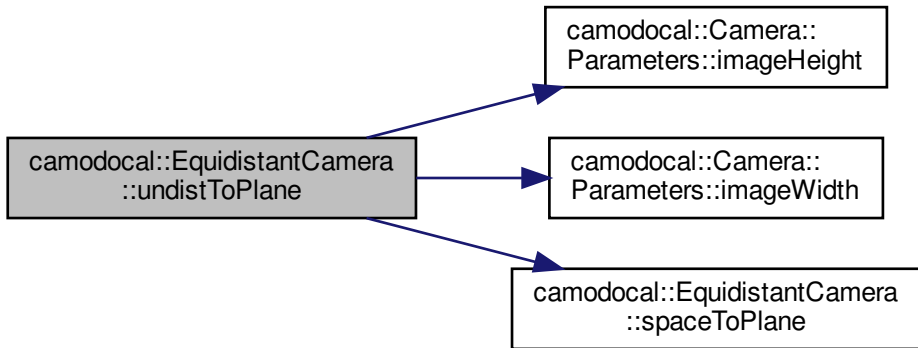 camodocal::Camera::
Parameters::imageHeight
camodocal::EquidistantCamera
::undistToPlane
camodocal::Camera::
Parameters::imageWidth
camodocal::EquidistantCamera
::spaceToPlane